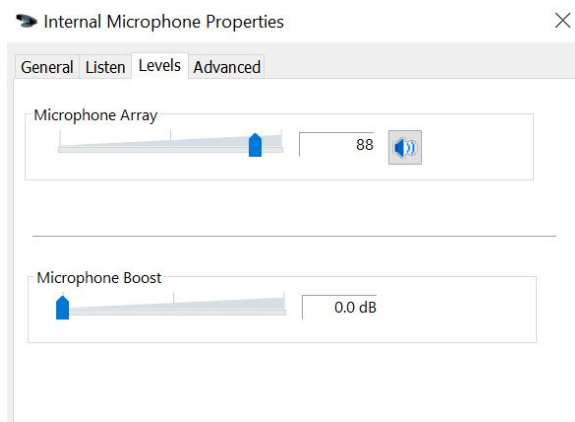 Internal Microphone Properties
General Listen Levels Advanced
Microphone Array
88
Microphone Boost
0.0 dB